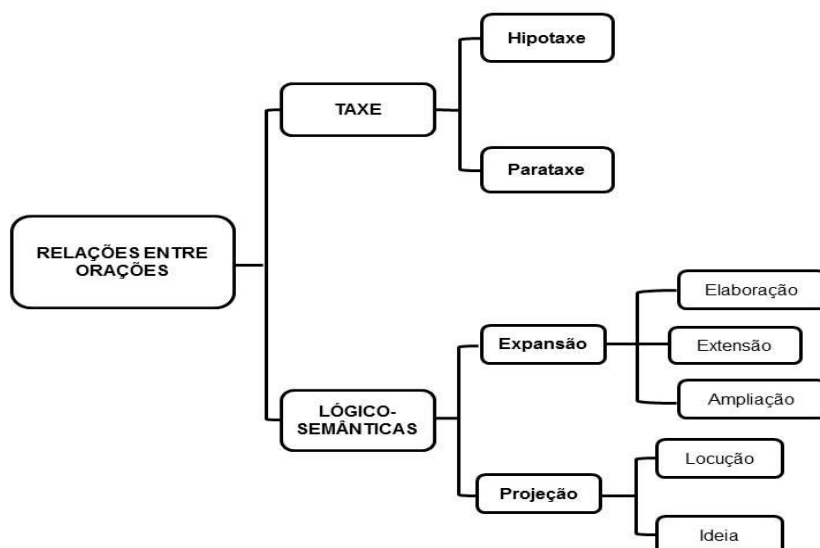 Hipotaxe
TAXE
Parataxe
RELAÇÕES ENTRE
ORAÇÕES
Elaboração
Expansão
Extensão
Ampliação
LÓGICO-
SEMÂNTICAS
Locução
Projeção
Ideia